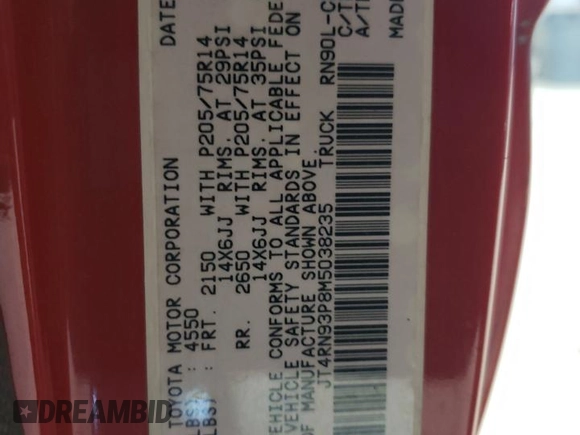 DATE
TOYOTA MOTOR CORPORATION
LBS): 4550
LBS): FRT. 2150 WITH P205/75R14
14X6JJ RIMS. AT 29PSI
RR. 2650 WITH P205/75R14
14X6JJ RIMS. AT 35PSI
VEHICLE CONFORMS TO ALL APPLICABLE FEDE
VEHICLE SAFETY STANDARDS IN EFFECT ON
OF MANUFACTURE SHOWN ABOVE.
JT4RN93P8M5038235 TRUCK RN90L-C
C/T
A/T
MADE
DREAMBID